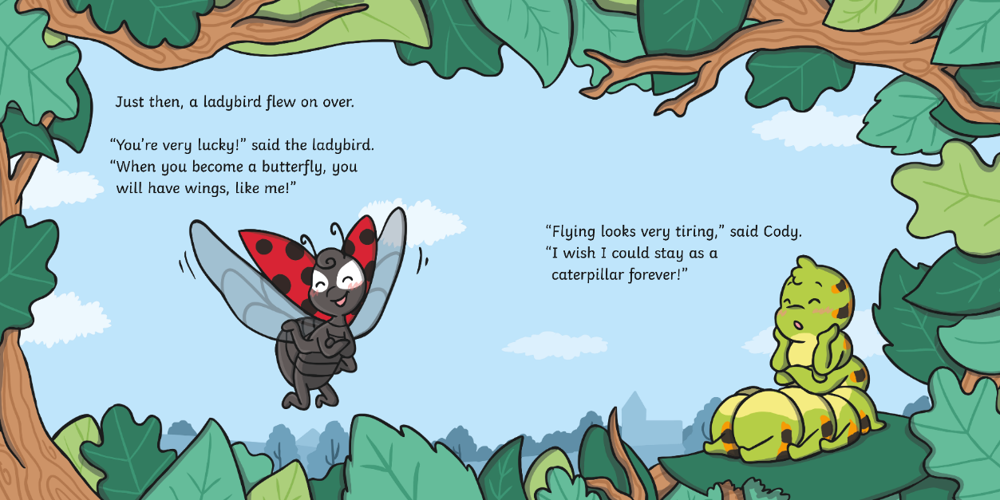 Just then, a ladybird flew on over.
“You’re very lucky!” said the ladybird.
“When you become a butterfly, you
will have wings, like me!”
“Flying looks very tiring,” said Cody.
“I wish I could stay as a
caterpillar forever!”